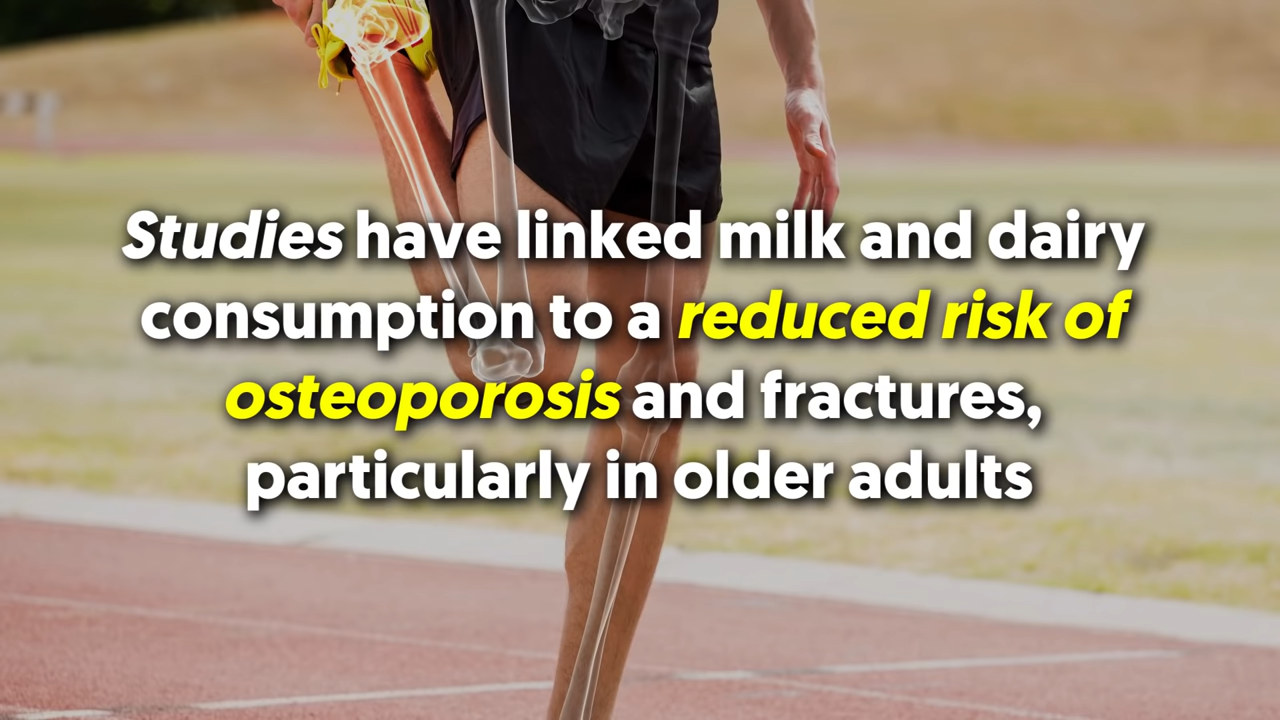 Studies have linked milk and dairy
consumption to a reduced risk of
osteoporosis and fractures,
particularly in older adults